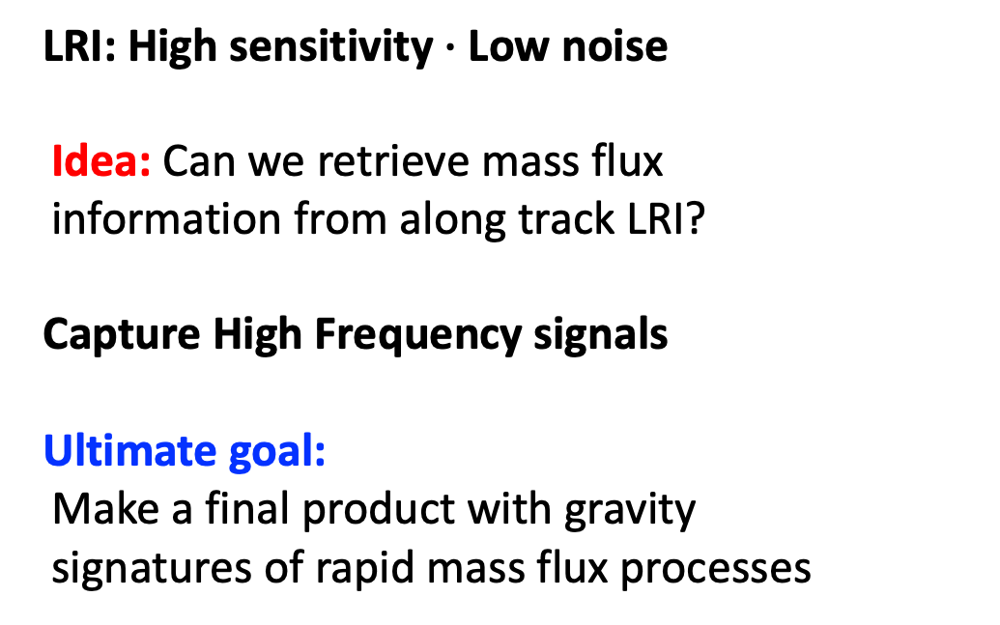 LRI: High sensitivity · Low noise
Idea: Can we retrieve mass flux
information from along track LRI?
Capture High Frequency signals
Ultimate goal:
Make a final product with gravity
signatures of rapid mass flux processes